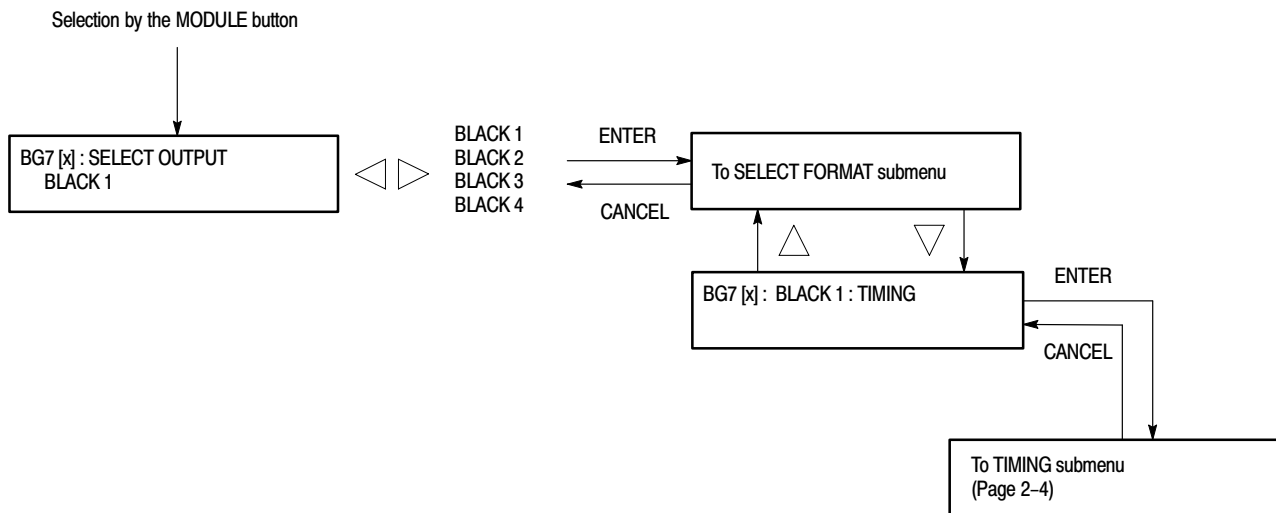 Selection by the MODULE button
BG7 [x] : SELECT OUTPUT
BLACK 1
BLACK 1
BLACK 2
BLACK 3
BLACK 4
ENTER
CANCEL
To SELECT FORMAT submenu
BG7 [x] : BLACK 1 : TIMING
ENTER
CANCEL
To TIMING submenu
(Page 2–4)